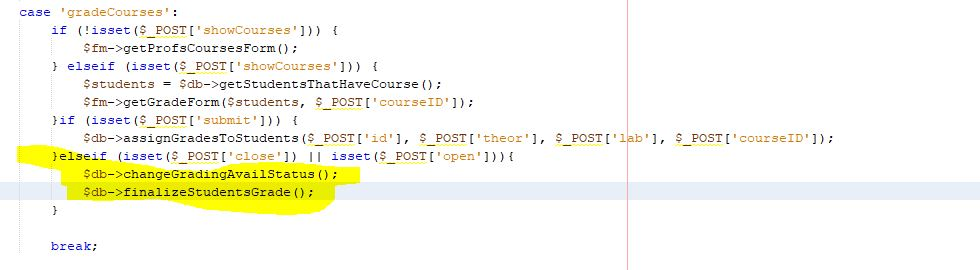 case 'gradeCourses':
if (!isset($_POST['showCourses'])) {
$fm->getProfsCoursesForm();
} elseif (isset($_POST['showCourses'])) {
$students = $db->getStudentsThatHaveCourse();
$fm->getGradeForm($students, $_POST['courseID']);
}if (isset($_POST['submit'])) {
$db->assignGradesToStudents($_POST['id'], $_POST['theor'], $_POST['lab'], $_POST['courseID']);
}elseif (isset($_POST['close']) || isset($_POST['open'])){
$db->changeGradingAvailStatus();
$db->finalizeStudentsGrade();
}
break;